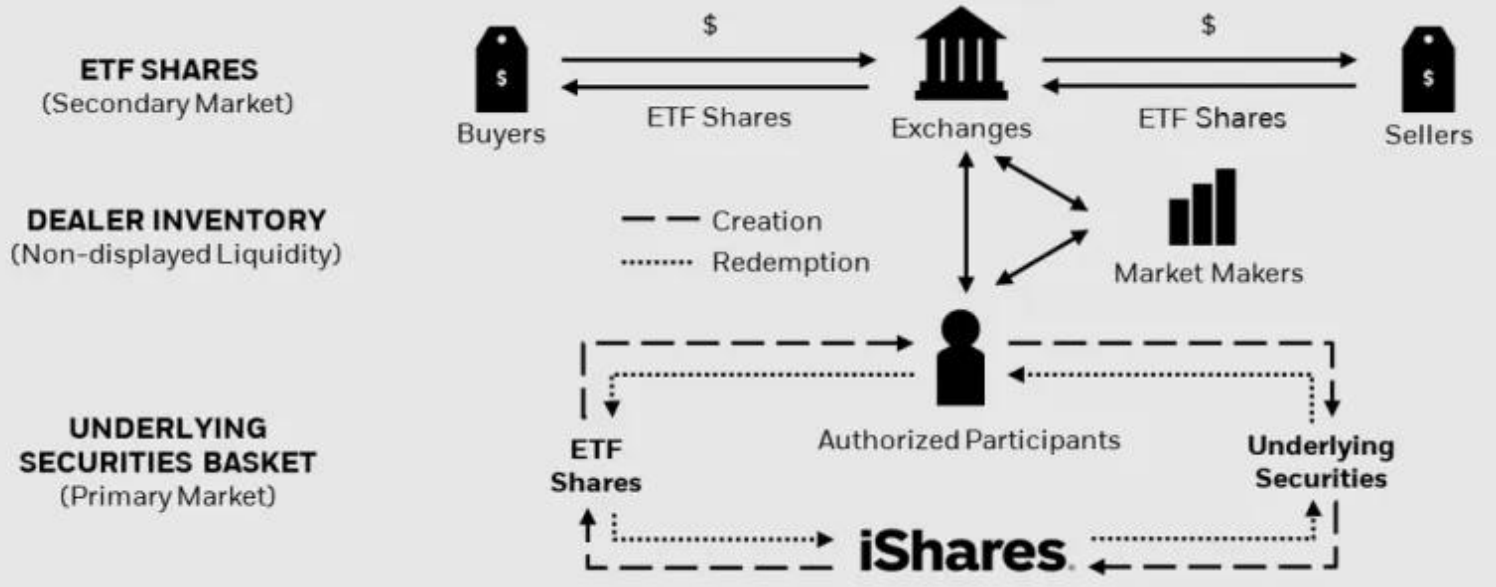 ETF SHARES
(Secondary Market)
$
$
$
$
Buyers
ETF Shares
Exchanges
ETF Shares
Sellers
DEALER INVENTORY
(Non-displayed Liquidity)
Creation
Redemption
Market Makers
UNDERLYING
SECURITIES BASKET
(Primary Market)
Authorized Participants
ETF
Shares
Underlying
Securities
iShares.